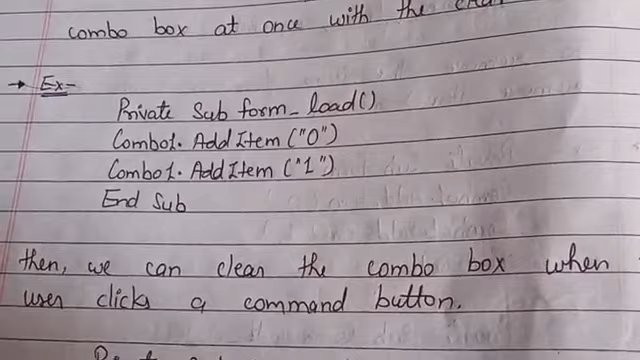 combo box at once with the
→ Ex-
Private Sub form_load()
Combo1. AddItem ("0")
Combo1. AddItem ("1")
End Sub
then, we can clear the combo box when
user clicks a command button.